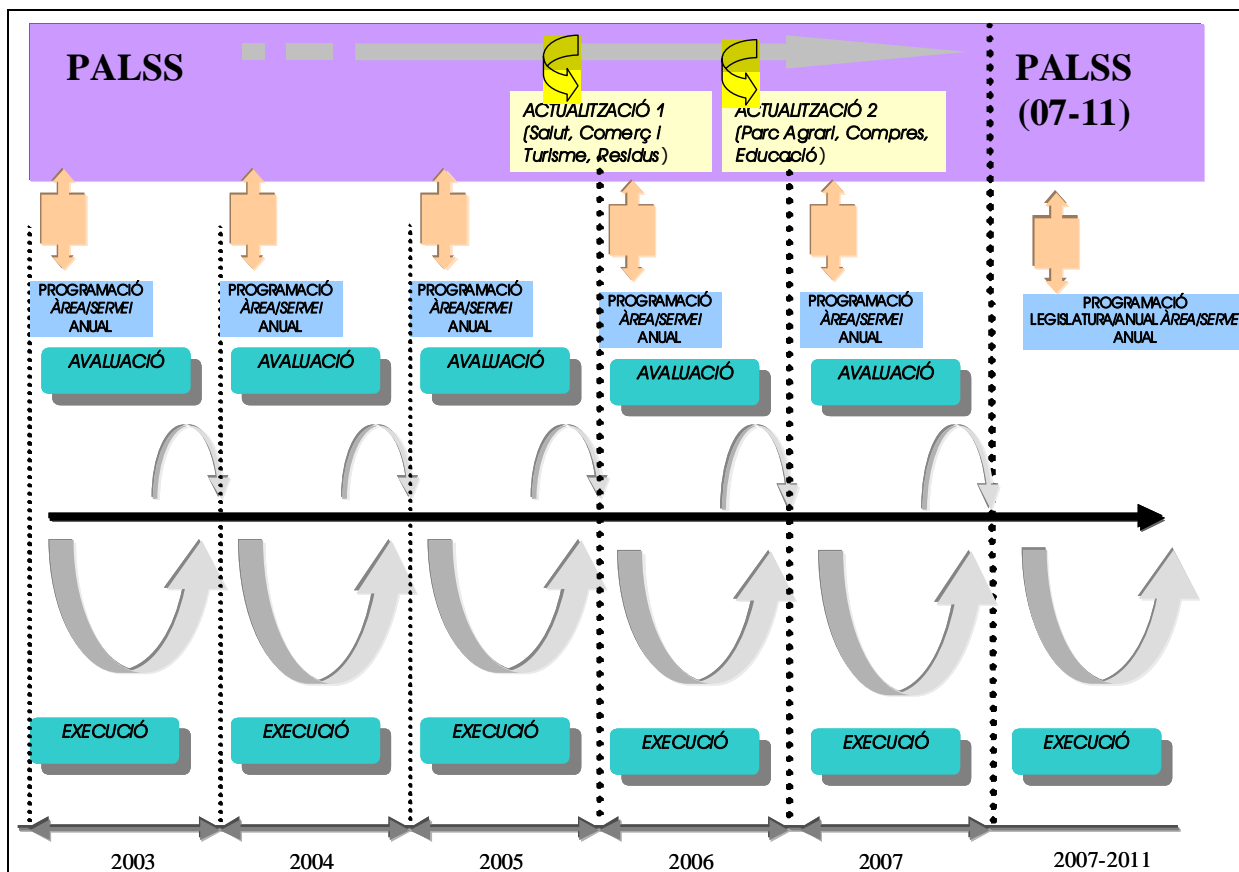 PALSS
PALSS
(07-11)
ACTUALITZACIÓ 1
(Salut, Comerç i
Turisme, Residus)
ACTUALITZACIÓ 2
(Parc Agrari, Compres,
Educació)
PROGRAMACIÓ
ÀREA/SERVEI
ANUAL
PROGRAMACIÓ
ÀREA/SERVEI
ANUAL
PROGRAMACIÓ
ÀREA/SERVEI
ANUAL
PROGRAMACIÓ
ÀREA/SERVEI
ANUAL
PROGRAMACIÓ
ÀREA/SERVEI
ANUAL
PROGRAMACIÓ
LEGISLATURA/ANUAL ÀREA/SERVEI
ANUAL
AVALUACIÓ
AVALUACIÓ
AVALUACIÓ
AVALUACIÓ
AVALUACIÓ
EXECUCIÓ
EXECUCIÓ
EXECUCIÓ
EXECUCIÓ
EXECUCIÓ
EXECUCIÓ
2003
2004
2005
2006
2007
2007-2011